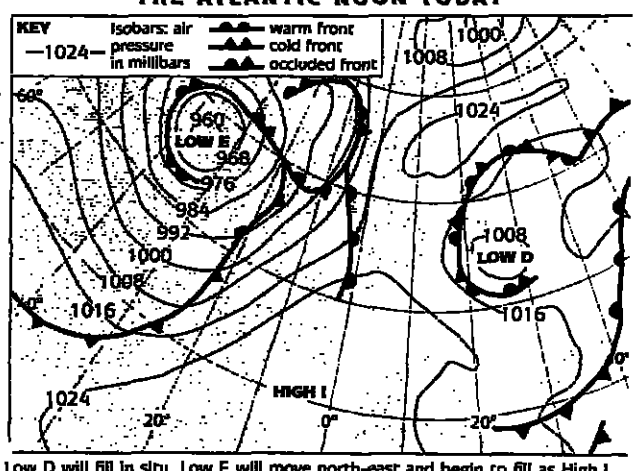 THE ATLANTIC NOON TODAY
KEY
Isobars: air
pressure
in millibars
—1024—
warm front
cold front
occluded front
1000
1008
1024
60°
960
LOW E
968
976
984
992
1000
1008
1016
40°
1008
LOW D
1016
0°
1024
HIGH I
20°
0°
20°
Low D will fill in situ. Low E will move north-east and begin to fill as High I